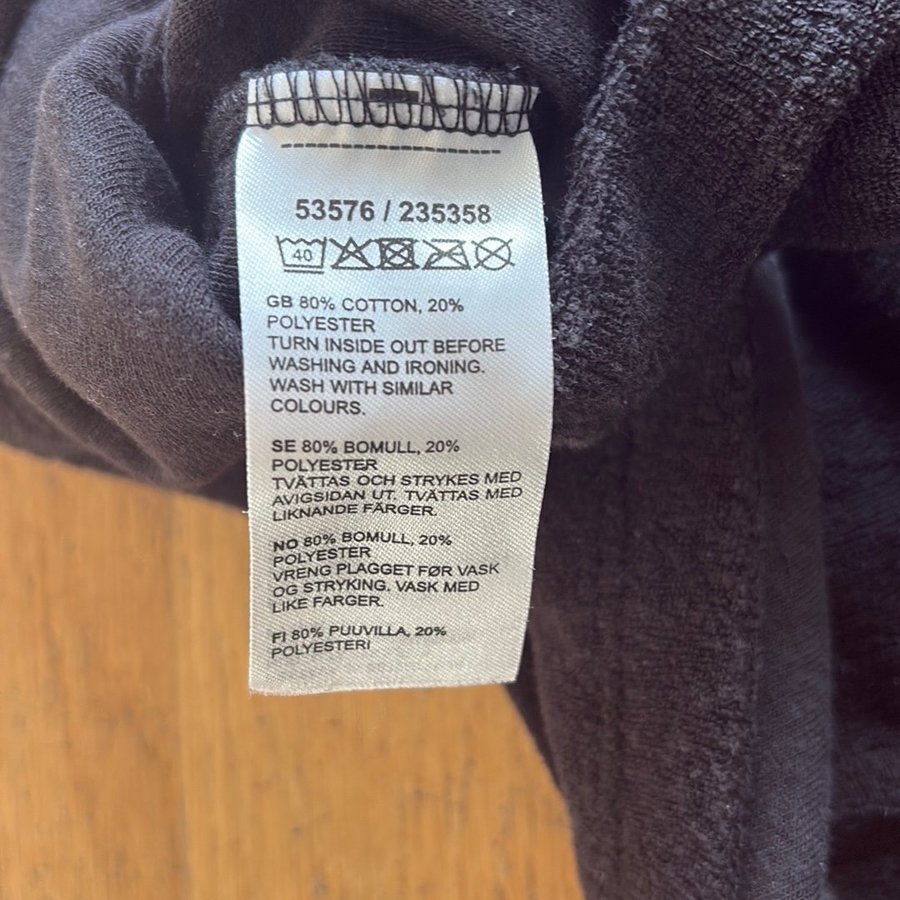 53576 / 235358
40
GB 80% COTTON, 20%
POLYESTER
TURN INSIDE OUT BEFORE
WASHING AND IRONING.
WASH WITH SIMILAR
COLOURS.
SE 80% BOMULL, 20%
POLYESTER
TVÄTTAS OCH STRYKES MED
AVIGSIDAN UT. TVÄTTAS MED
LIKNANDE FÄRGER.
NO 80% BOMULL, 20%
POLYESTER
VRENG PLAGGET FØR VASK
OG STRYKING. VASK MED
LIKE FARGER.
FI 80% PUUVILLA, 20%
POLYESTERI